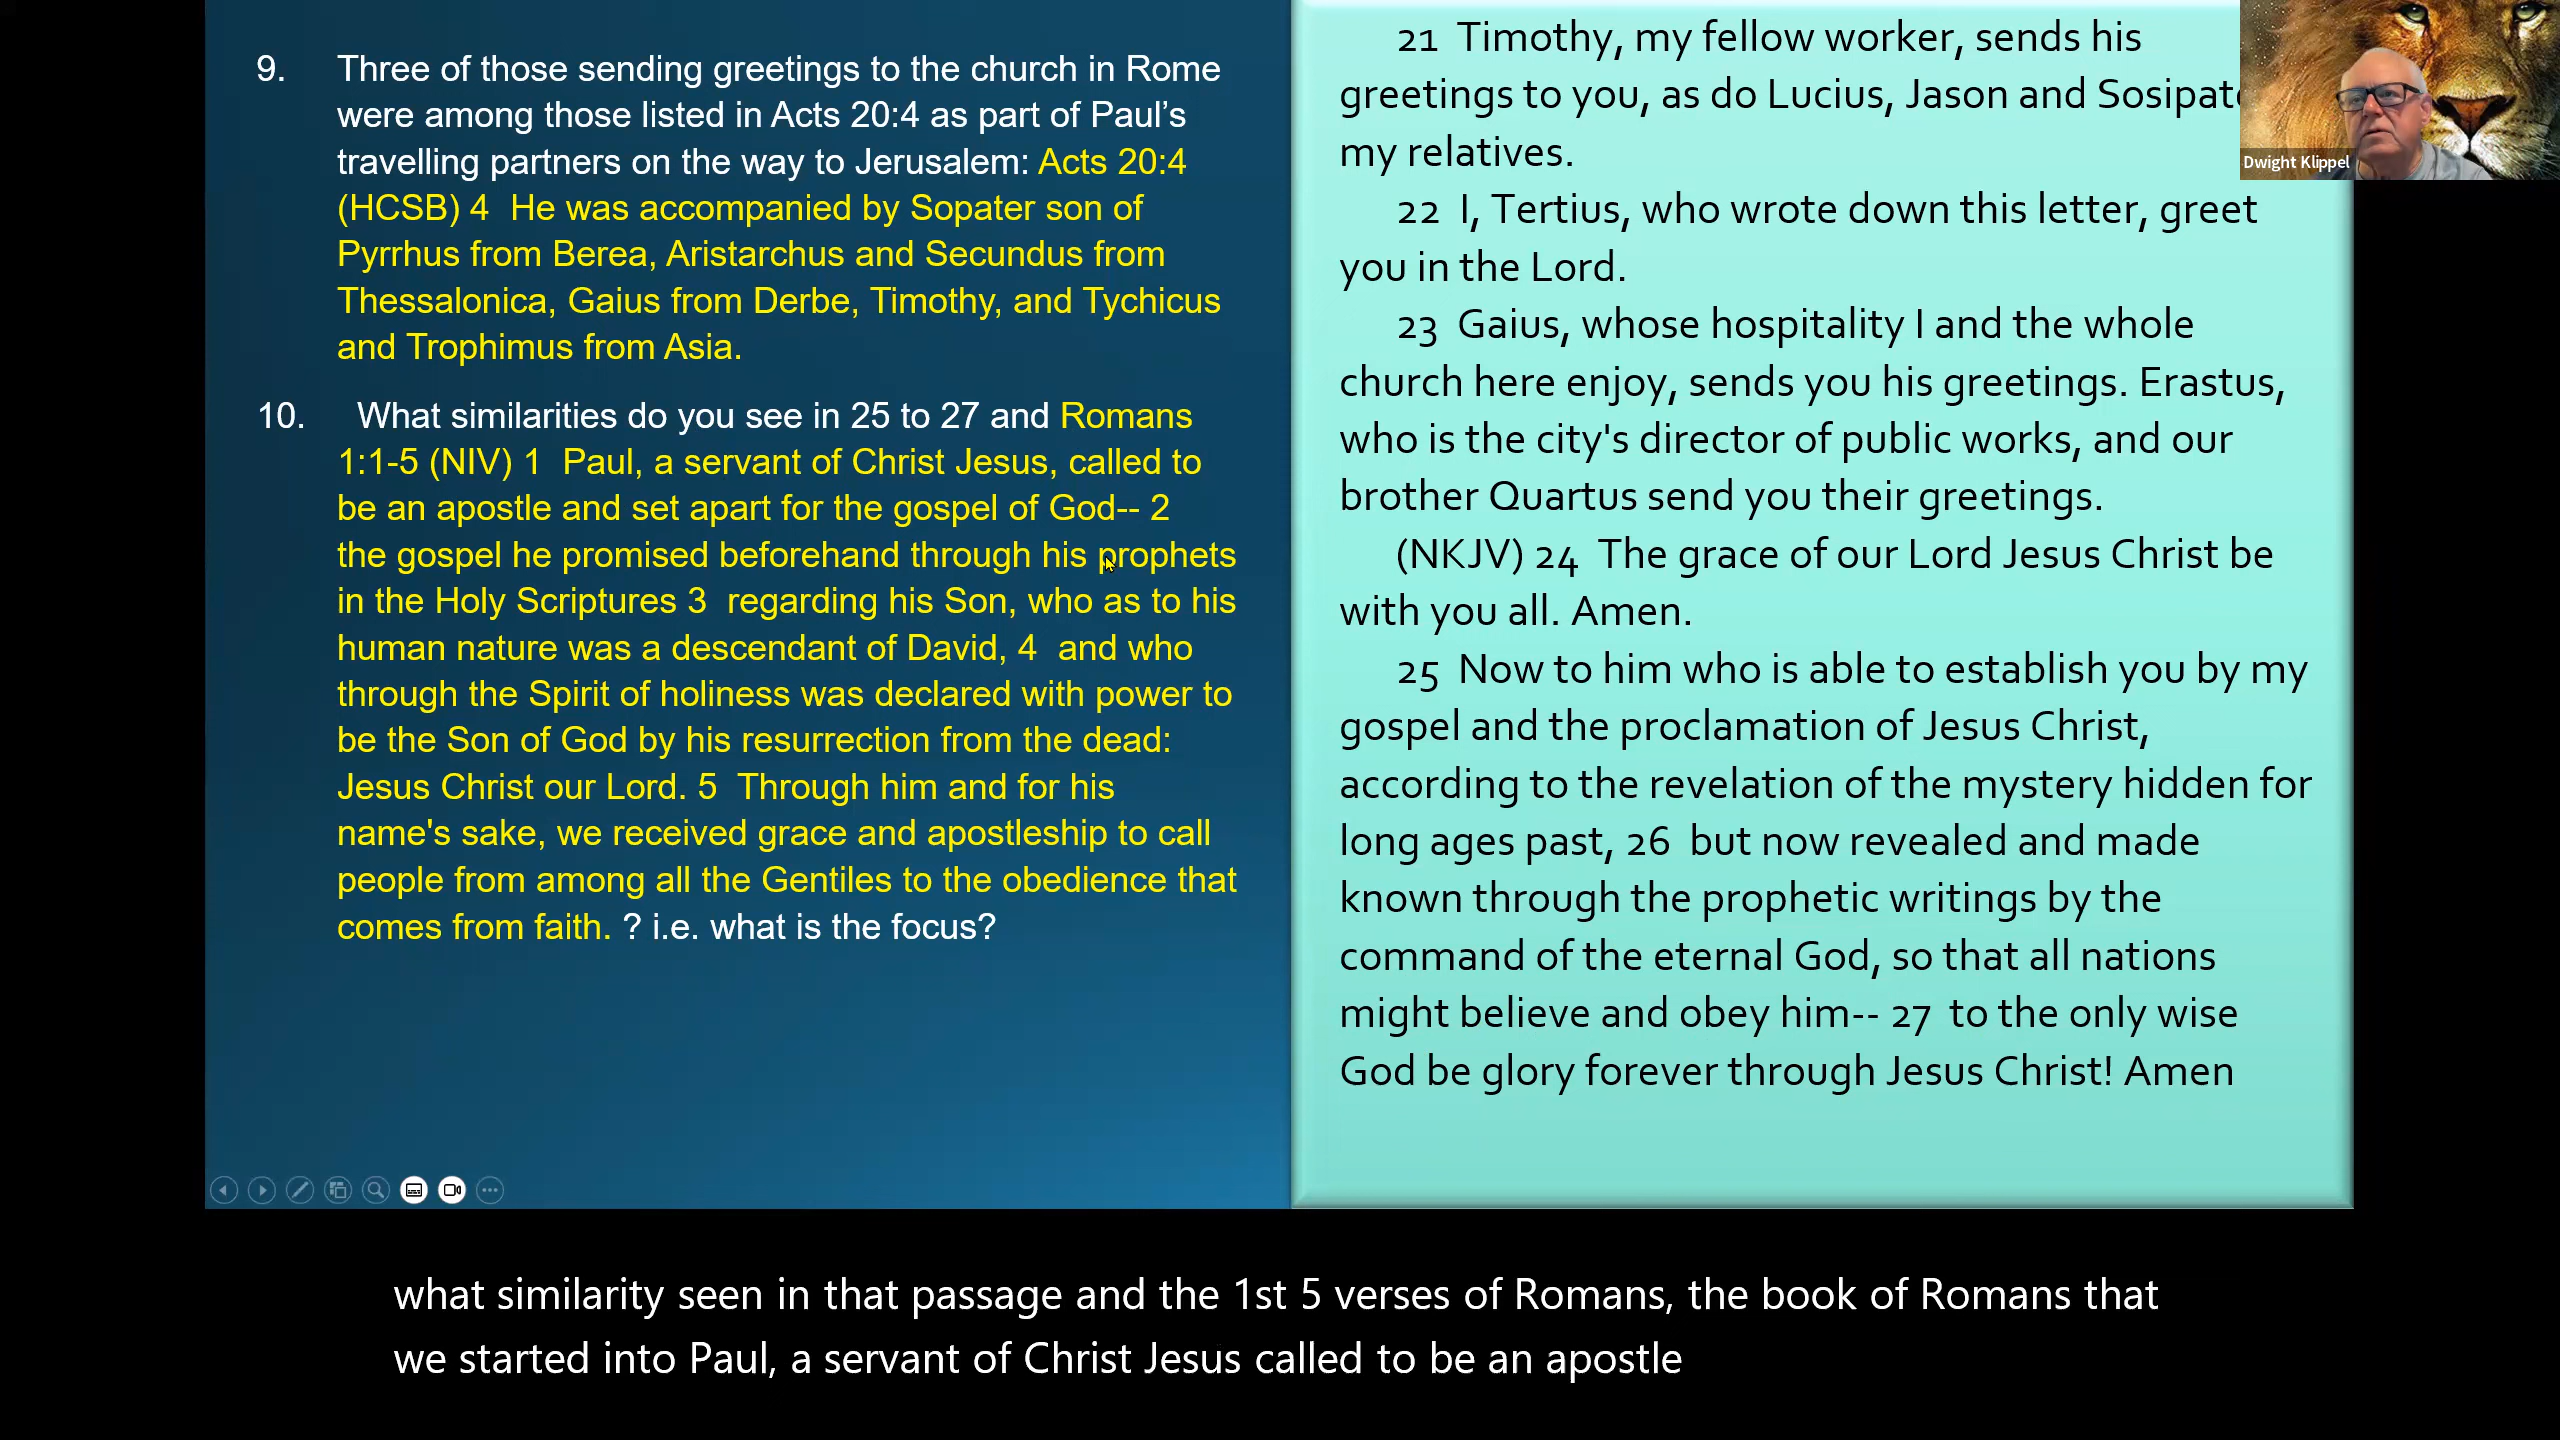 9. Three of those sending greetings to the church in Rome
were among those listed in Acts 20:4 as part of Paul’s
travelling partners on the way to Jerusalem: Acts 20:4
(HCSB) 4 He was accompanied by Sopater son of
Pyrrhus from Berea, Aristarchus and Secundus from
Thessalonica, Gaius from Derbe, Timothy, and Tychicus
and Trophimus from Asia.
10. What similarities do you see in 25 to 27 and Romans
1:1-5 (NIV) 1 Paul, a servant of Christ Jesus, called to
be an apostle and set apart for the gospel of God-- 2
the gospel he promised beforehand through his prophets
in the Holy Scriptures 3 regarding his Son, who as to his
human nature was a descendant of David, 4 and who
through the Spirit of holiness was declared with power to
be the Son of God by his resurrection from the dead:
Jesus Christ our Lord. 5 Through him and for his
name's sake, we received grace and apostleship to call
people from among all the Gentiles to the obedience that
comes from faith. ? i.e. what is the focus?
21 Timothy, my fellow worker, sends his
greetings to you, as do Lucius, Jason and
my relatives.
22 I, Tertius, who wrote down this letter, greet
you in the Lord.
23 Gaius, whose hospitality I and the whole
church here enjoy, sends you his greetings. Erastus,
who is the city's director of public works, and our
brother Quartus send you their greetings.
(NKJV) 24 The grace of our Lord Jesus Christ be
with you all. Amen.
25 Now to him who is able to establish you by my
gospel and the proclamation of Jesus Christ,
according to the revelation of the mystery hidden for
long ages past, 26 but now revealed and made
known through the prophetic writings by the
command of the eternal God, so that all nations
might believe and obey him-- 27 to the only wise
God be glory forever through Jesus Christ! Amen
Dwight Klippel
what similarity seen in that passage and the 1st 5 verses of Romans, the book of Romans that
we started into Paul, a servant of Christ Jesus called to be an apostle